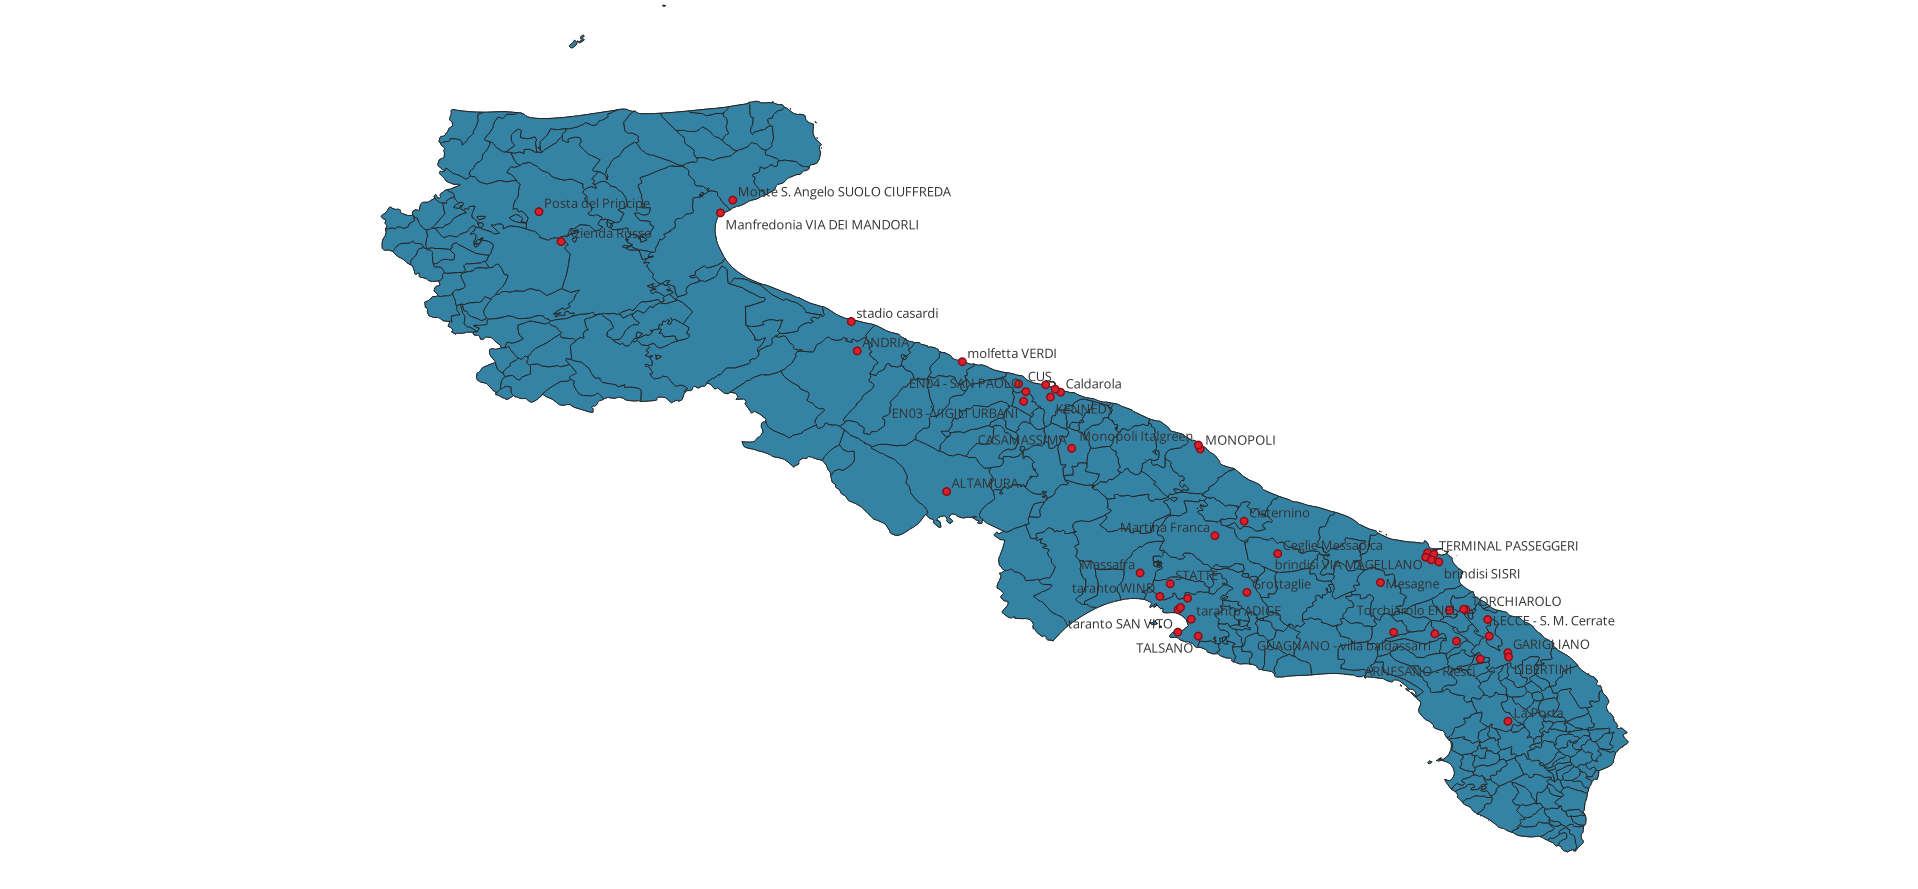 Monte S. Angelo SUOLO CIUFFREDA
Posta del Principe
Manfredonia VIA DEI MANDORLI
Azienda Russo
stadio casardi
ANDRIA
molfetta VERDI
CUS
EN04 - SAN PAOLO
Caldarola
KENNEDY
EN03 - VIGILI URBANI
CASAMASSIMA
Monopoli Italgreen
MONOPOLI
ALTAMURA
Cisternino
Martina Franca
Ceglie Messapica
TERMINAL PASSEGGERI
Massafra
brindisi VIA MAGELLANO
STATTE
brindisi SISRI
taranto WIND
Grottaglie
Mesagne
TORCHIAROLO
taranto ADIGE
Torchiarolo ENEL
taranto SAN VITO
LECCE - S. M. Cerrate
TALSANO
GUAGNANO - villa baldassarri
GARIGLIANO
ARNESANO - Riesci
LIBERTINI
La Porta